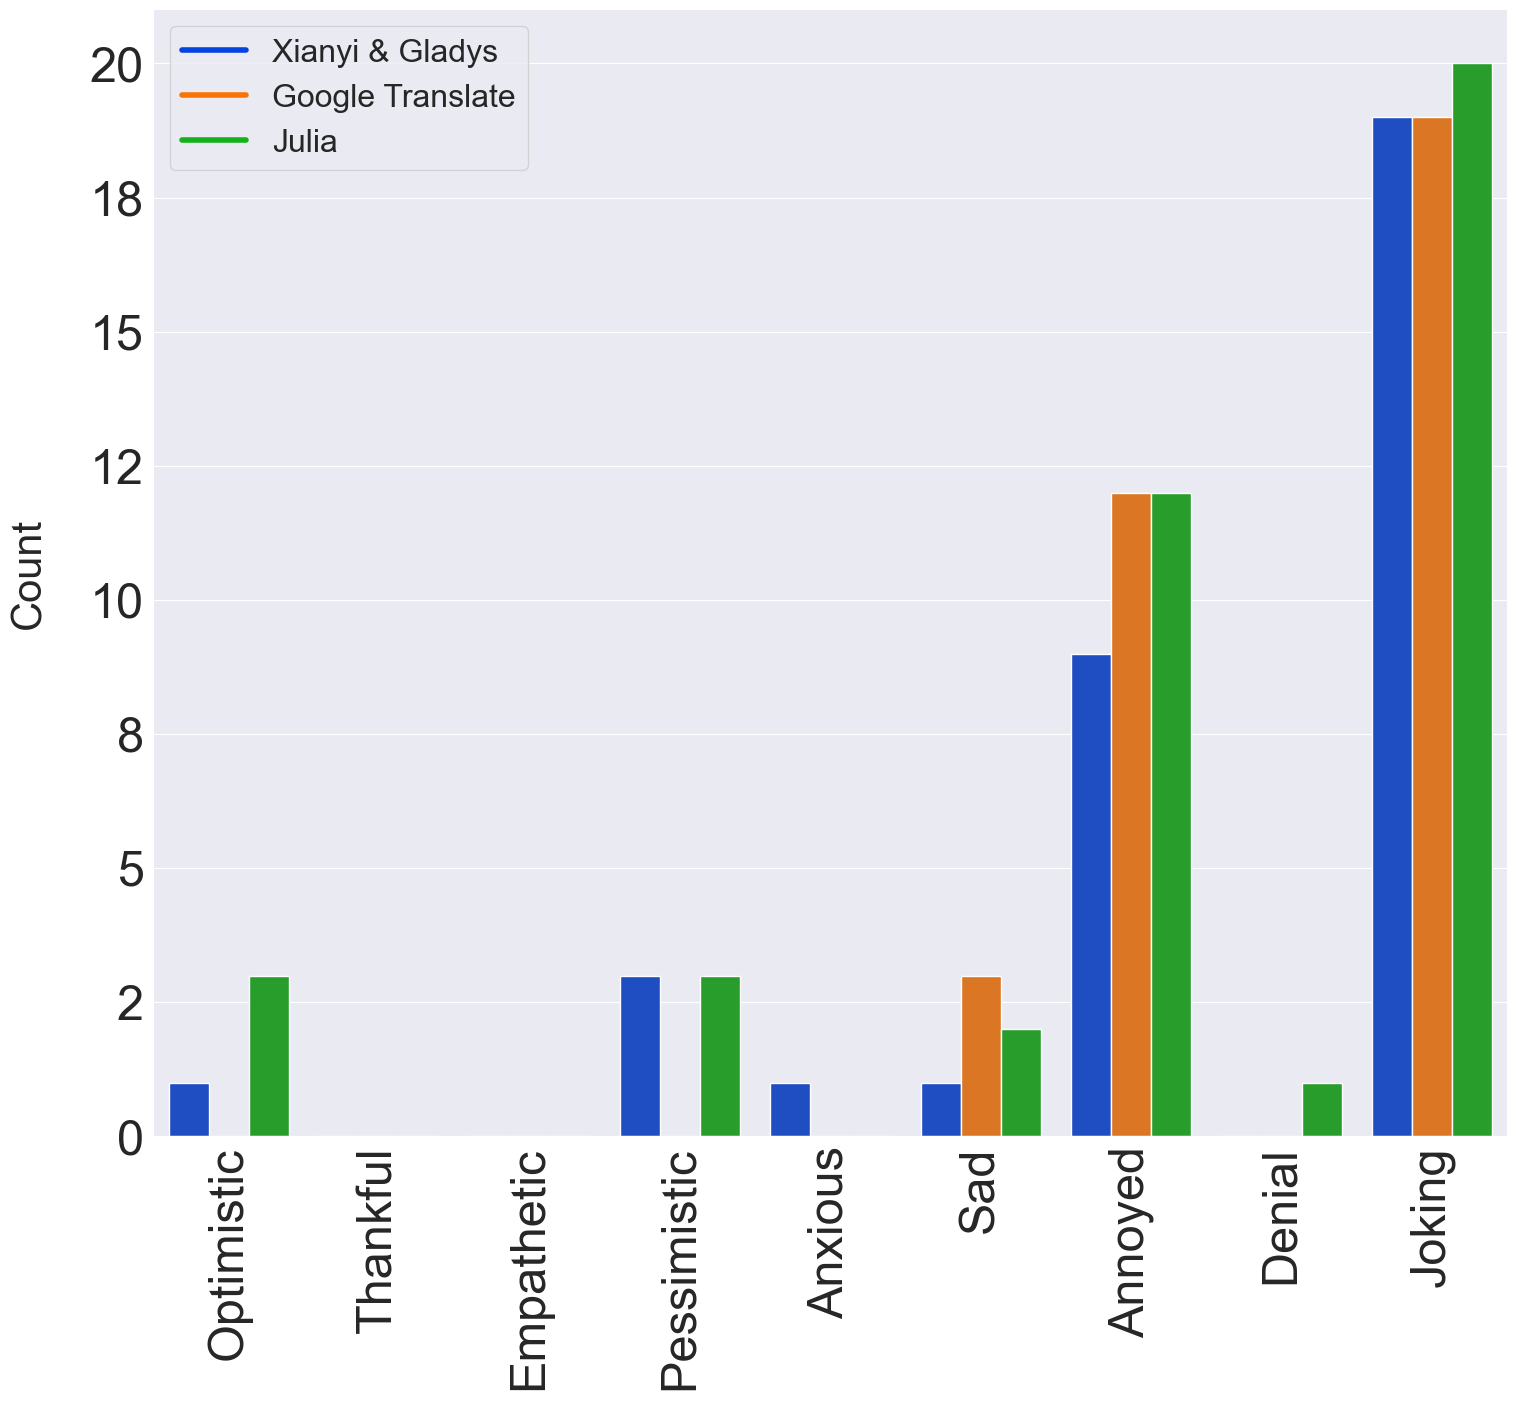 Xianyi & Gladys
Google Translate
Julia
20
18
15
12
10
8
5
2
0
Count
Optimistic
Thankful
Empathetic
Pessimistic
Anxious
Sad
Annoyed
Denial
Joking